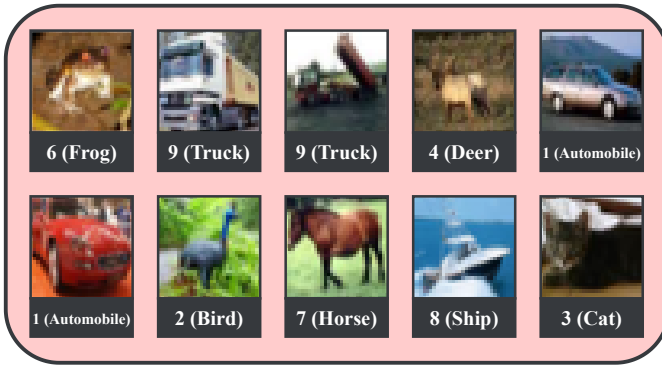 6 (Frog)
9 (Truck)
9 (Truck)
4 (Deer)
1 (Automobile)
1 (Automobile)
2 (Bird)
7 (Horse)
8 (Ship)
3 (Cat)